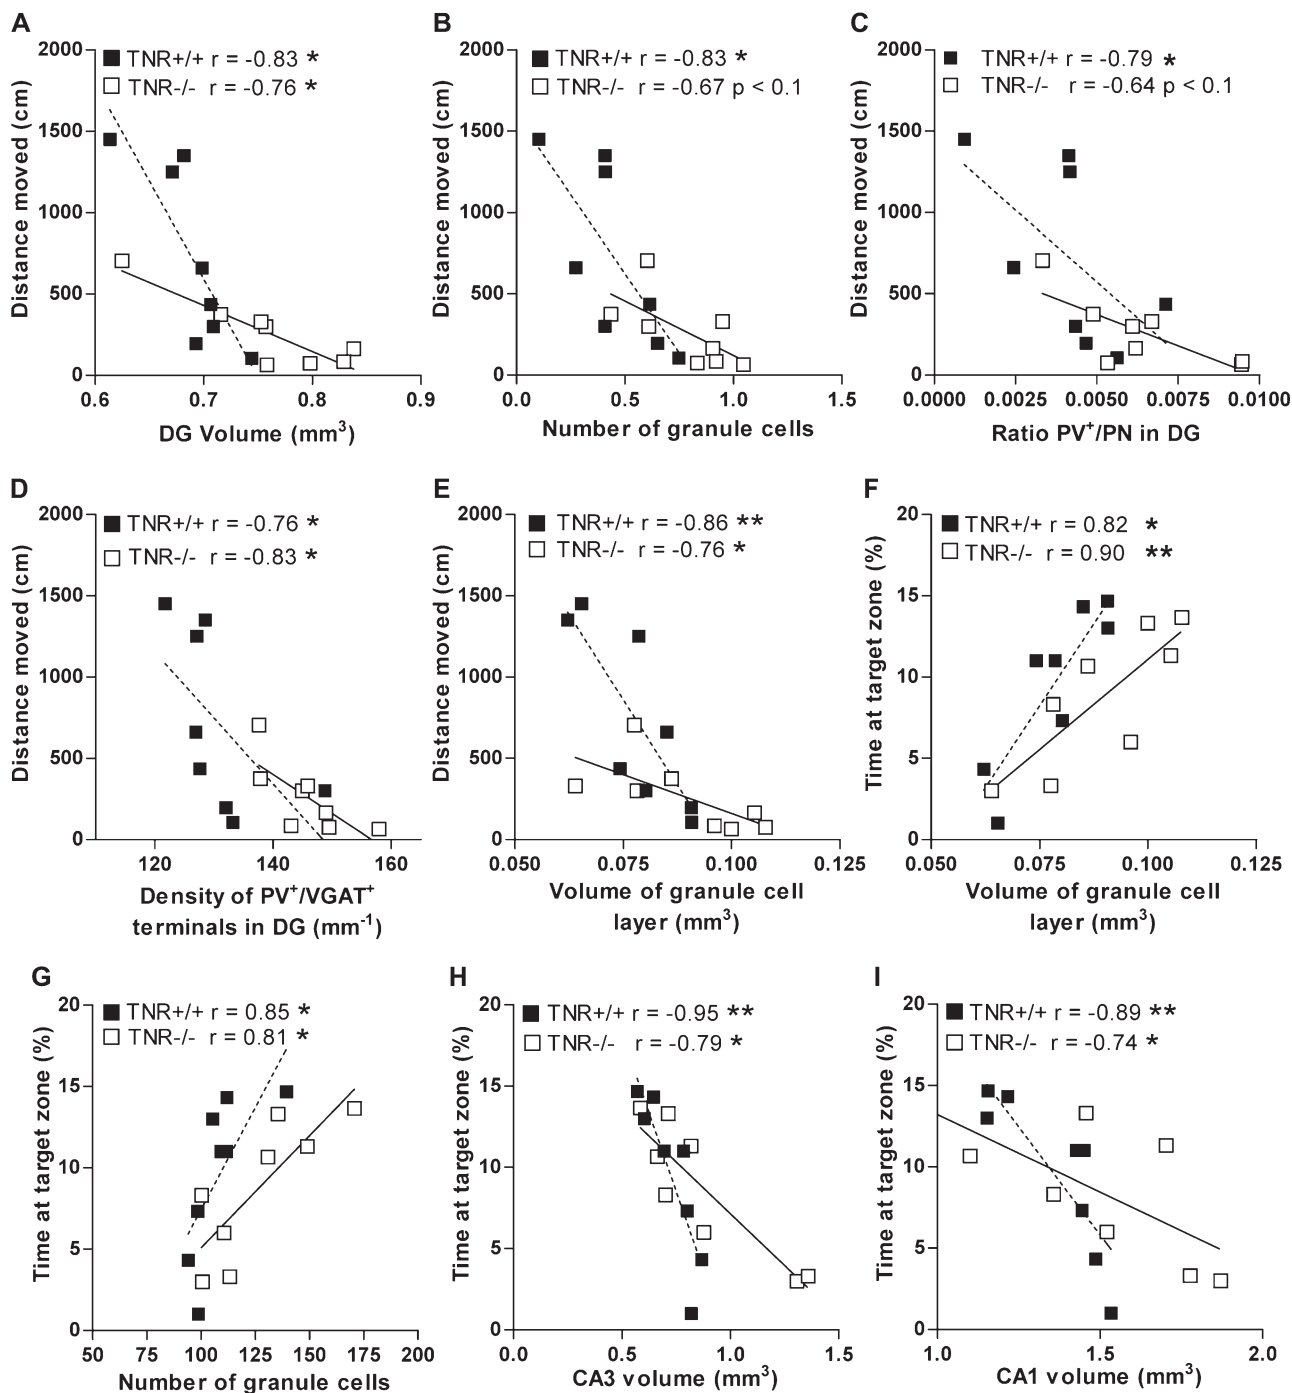 A
2000
1500
1000
500
0
Distance moved (cm)
TNR+/+ r = -0.83 *
TNR-/- r = -0.76 *
0.6 0.7 0.8 0.9
DG Volume (mm³)
B
2000
1500
1000
500
0
Distance moved (cm)
TNR+/+ r = -0.83 *
TNR-/- r = -0.67 p < 0.1
0.0 0.5 1.0 1.5
Number of granule cells
C
2000
1500
1000
500
0
Distance moved (cm)
TNR+/+ r = -0.79 *
TNR-/- r = -0.64 p < 0.1
0.0000 0.0025 0.0050 0.0075 0.0100
Ratio PV⁺/PN in DG
D
2000
1500
1000
500
0
Distance moved (cm)
TNR+/+ r = -0.76 *
TNR-/- r = -0.83 *
120 140 160
Density of PV⁺/VGAT⁺
terminals in DG (mm⁻¹)
E
2000
1500
1000
500
0
Distance moved (cm)
TNR+/+ r = -0.86 **
TNR-/- r = -0.76 *
0.050 0.075 0.100 0.125
Volume of granule cell
layer (mm³)
F
20
15
10
5
0
Time at target zone (%)
TNR+/+ r = 0.82 *
TNR-/- r = 0.90 **
0.050 0.075 0.100 0.125
Volume of granule cell
layer (mm³)
G
20
15
10
5
0
Time at target zone (%)
TNR+/+ r = 0.85 *
TNR-/- r = 0.81 *
50 75 100 125 150 175 200
Number of granule cells
H
20
15
10
5
0
Time at target zone (%)
TNR+/+ r = -0.95 **
TNR-/- r = -0.79 *
0.0 0.5 1.0 1.5
CA3 volume (mm³)
I
20
15
10
5
0
Time at target zone (%)
TNR+/+ r = -0.89 **
TNR-/- r = -0.74 *
1.0 1.5 2.0
CA1 volume (mm³)